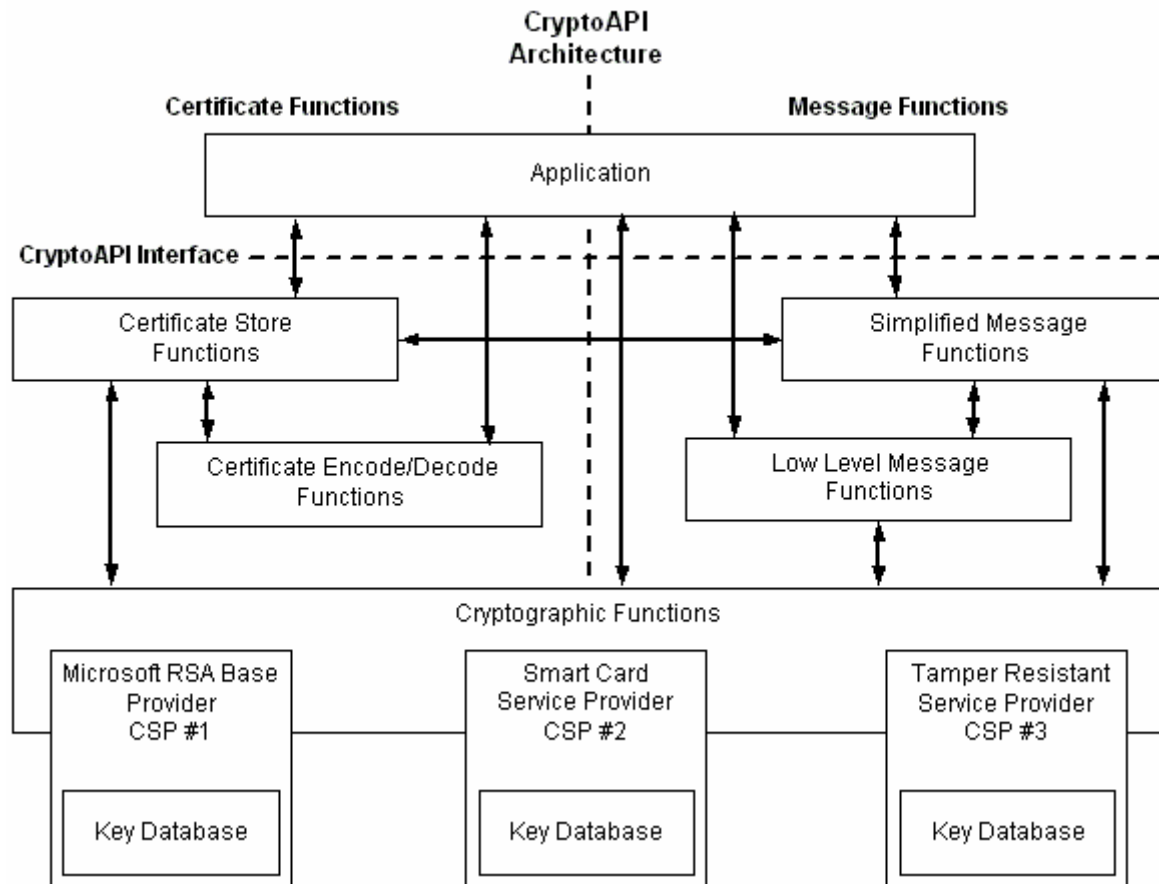 CryptoAPI
Architecture
Certificate Functions
Message Functions
Application
CryptoAPI Interface
Certificate Store
Functions
Simplified Message
Functions
Certificate Encode/Decode
Functions
Low Level Message
Functions
Cryptographic Functions
Microsoft RSA Base
Provider
CSP #1
Smart Card
Service Provider
CSP #2
Tamper Resistant
Service Provider
CSP #3
Key Database
Key Database
Key Database